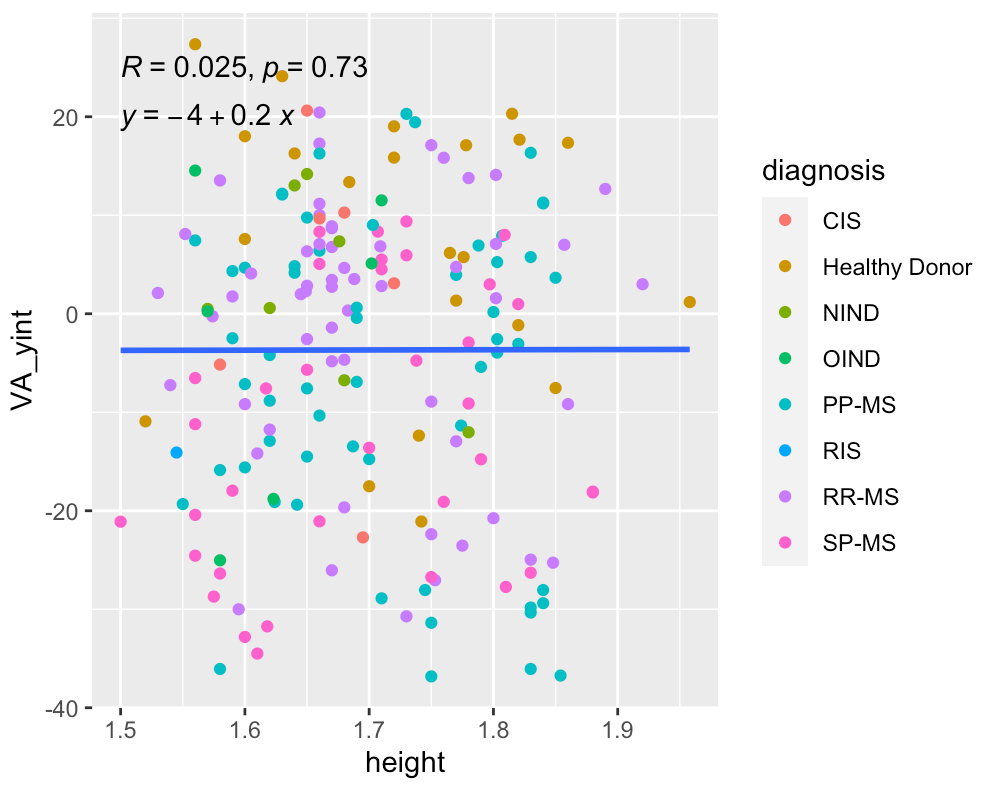 R = 0.025, p = 0.73
y = −4 + 0.2 x
20
0
-20
-40
VA_yint
1.5 1.6 1.7 1.8 1.9
height
diagnosis
CIS
Healthy Donor
NIND
OIND
PP-MS
RIS
RR-MS
SP-MS